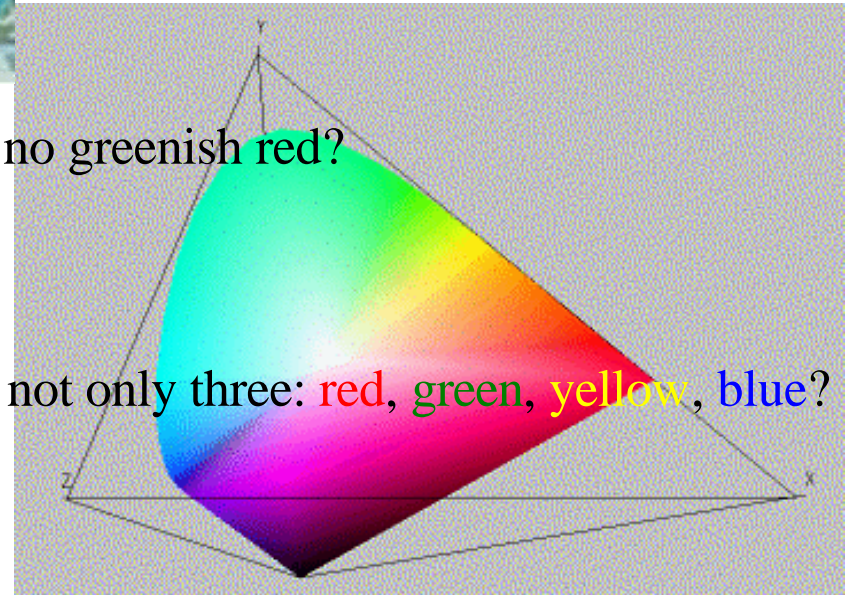 Y
no greenish red?
not only three: red, green, yellow, blue?
Z
X